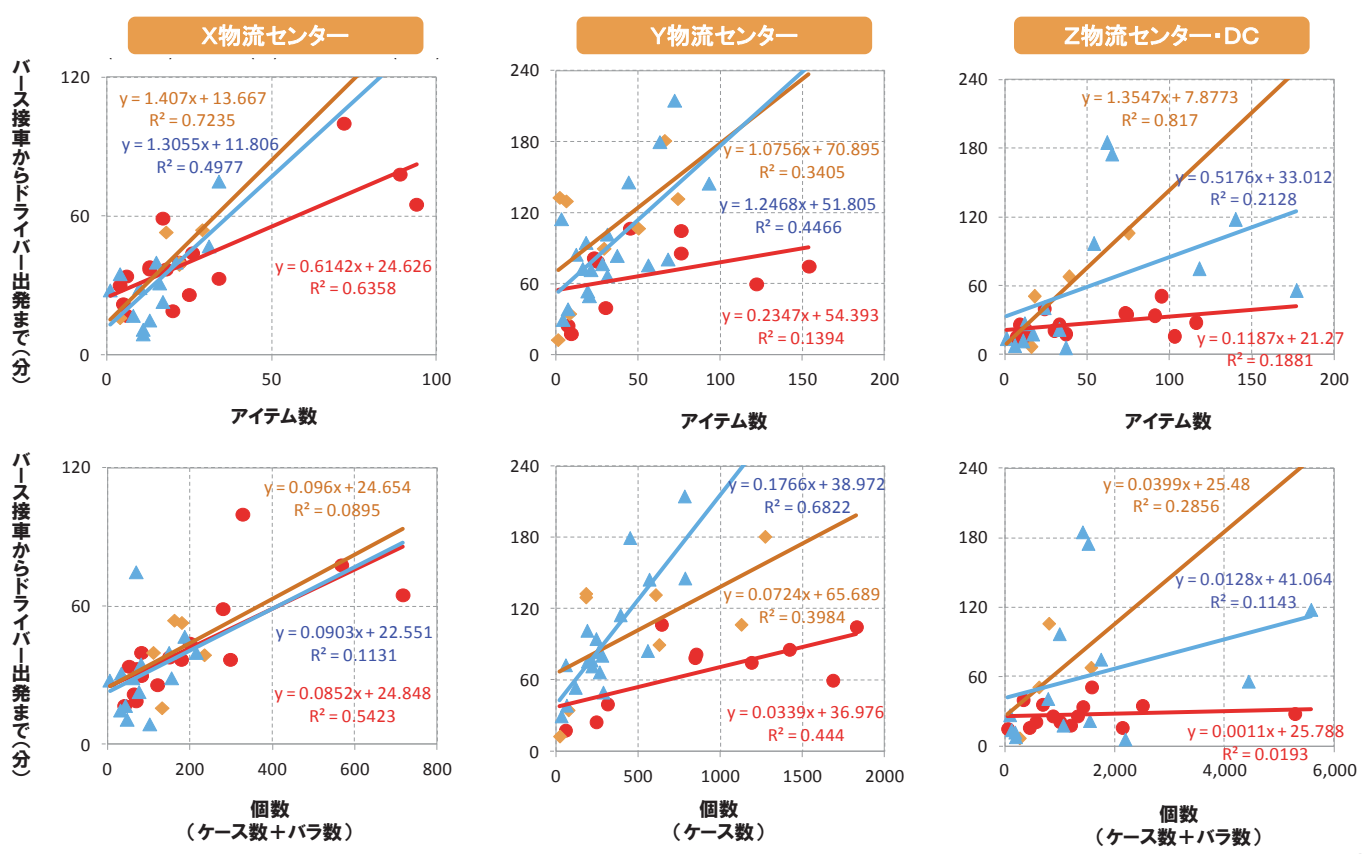 X物流センター
Y物流センター
Z物流センター・DC
バース接車からドライバー出発まで（分）
120
60
0
0
50
100
y = 1.407x + 13.667
R² = 0.7235
y = 1.3055x + 11.806
R² = 0.4977
y = 0.6142x + 24.626
R² = 0.6358
アイテム数
240
180
120
60
0
0
50
100
150
200
y = 1.0756x + 70.895
R² = 0.3405
y = 1.2468x + 51.805
R² = 0.4466
y = 0.2347x + 54.393
R² = 0.1394
アイテム数
240
180
120
60
0
0
50
100
150
200
y = 1.3547x + 7.8773
R² = 0.817
y = 0.5176x + 33.012
R² = 0.2128
y = 0.1187x + 21.27
R² = 0.1881
アイテム数
バース接車からドライバー出発まで（分）
120
60
0
0
200
400
600
800
y = 0.096x + 24.654
R² = 0.0895
y = 0.0903x + 22.551
R² = 0.1131
y = 0.0852x + 24.848
R² = 0.5423
個数
（ケース数＋バラ数）
240
180
120
60
0
0
500
1000
1500
2000
y = 0.1766x + 38.972
R² = 0.6822
y = 0.0724x + 65.689
R² = 0.3984
y = 0.0339x + 36.976
R² = 0.444
個数
（ケース数）
240
180
120
60
0
0
2,000
4,000
6,000
y = 0.0399x + 25.48
R² = 0.2856
y = 0.0128x + 41.064
R² = 0.1143
y = 0.0011x + 25.788
R² = 0.0193
個数
（ケース数＋バラ数）